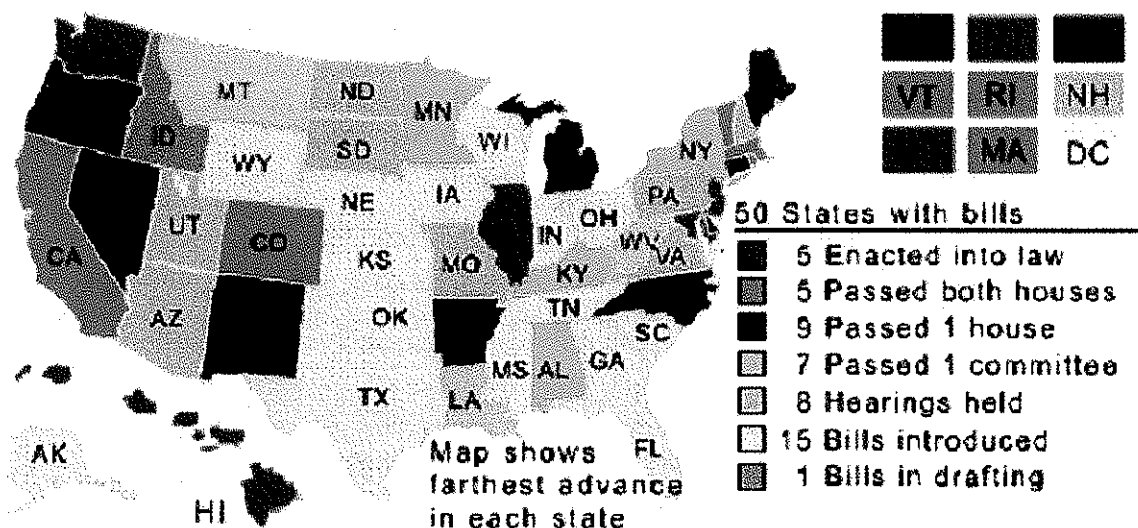 MT ND MN
ID SD WI
WY
NE IA
UT CO
CA KS MO
AZ OK
TX
IN OH PA NY
WV VA
KY
TN
SC
MS AL GA
LA
FL
AK
HI
VT RI NH
MA DC
50 States with bills
5 Enacted into law
5 Passed both houses
9 Passed 1 house
7 Passed 1 committee
8 Hearings held
15 Bills introduced
1 Bills in drafting
Map shows
farthest advance
in each state